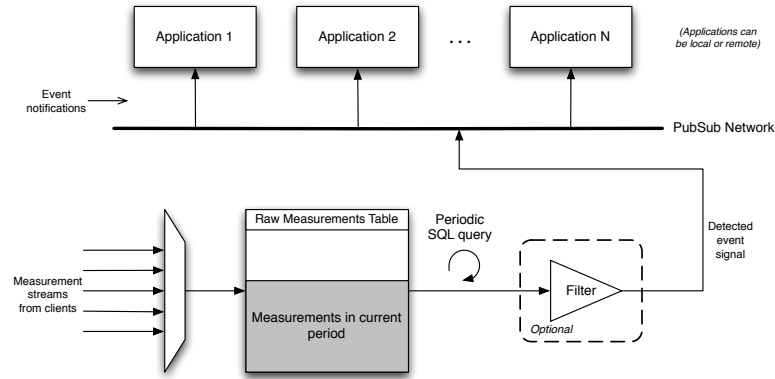 Application 1
Application 2
...
Application N
(Applications can
be local or remote)
Event
notifications
PubSub Network
Raw Measurements Table
Periodic
SQL query
Detected
event
signal
Measurement
streams
from clients
Measurements in current
period
Filter
Optional